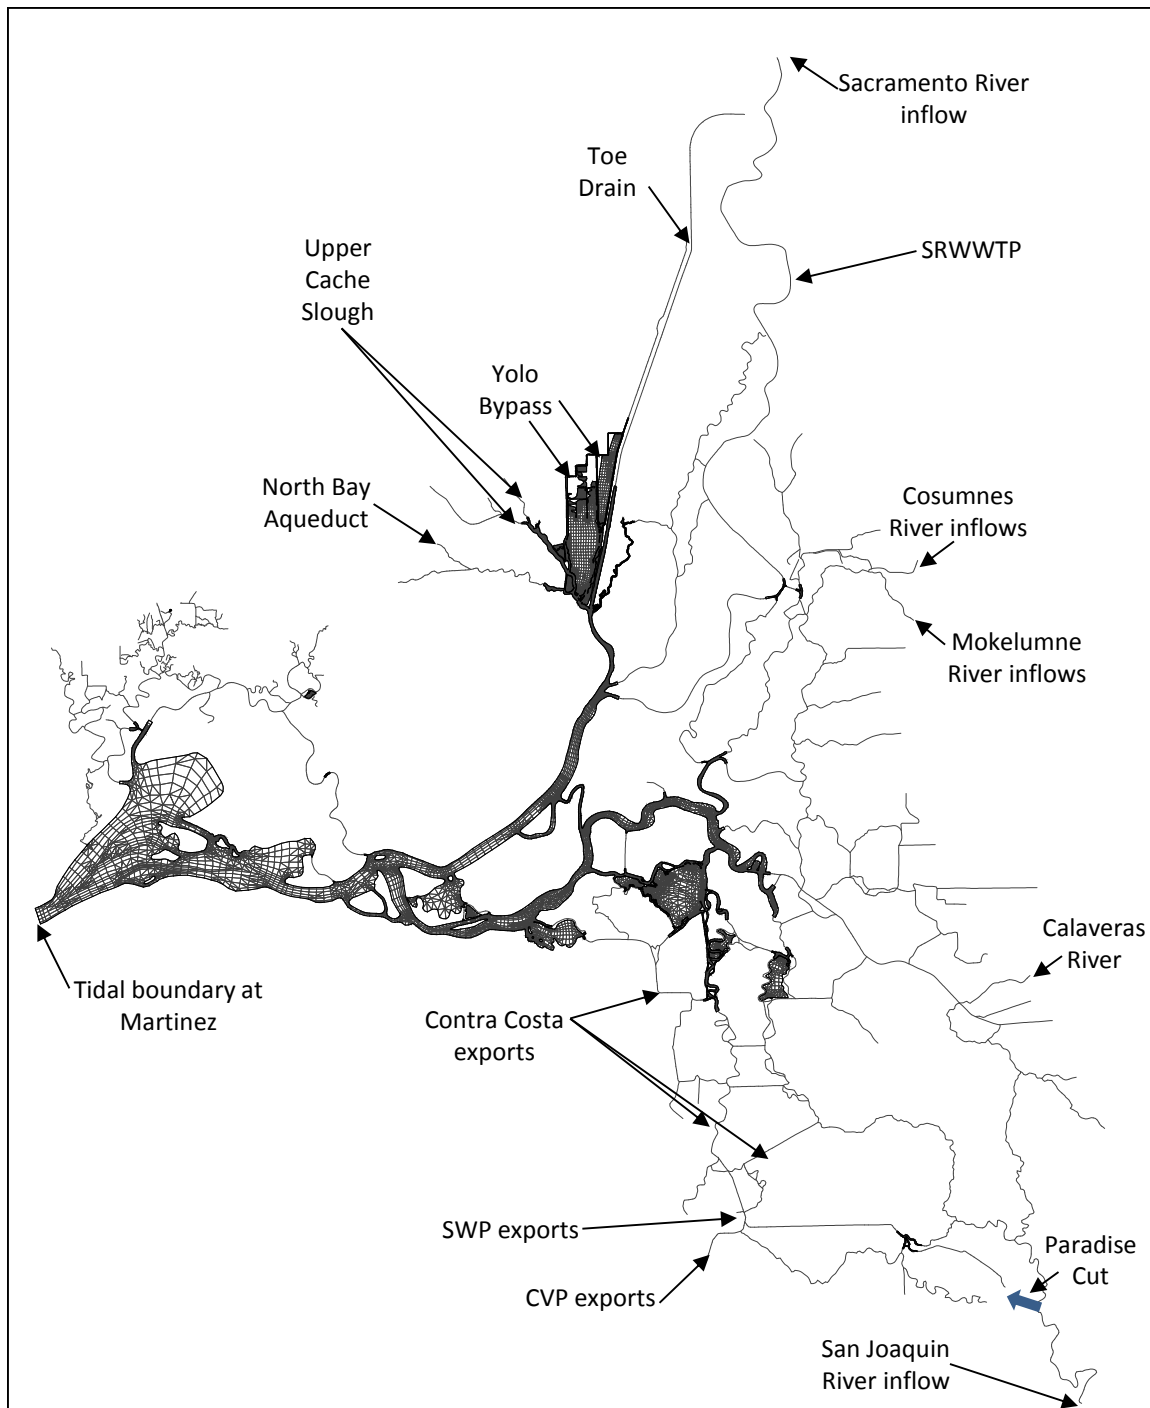 Sacramento River
inflow
Toe
Drain
SRWWTP
Upper
Cache
Slough
Yolo
Bypass
North Bay
Aqueduct
Cosumnes
River inflows
Mokelumne
River inflows
Calaveras
River
Tidal boundary at
Martinez
Contra Costa
exports
SWP exports
Paradise
Cut
CVP exports
San Joaquin
River inflow